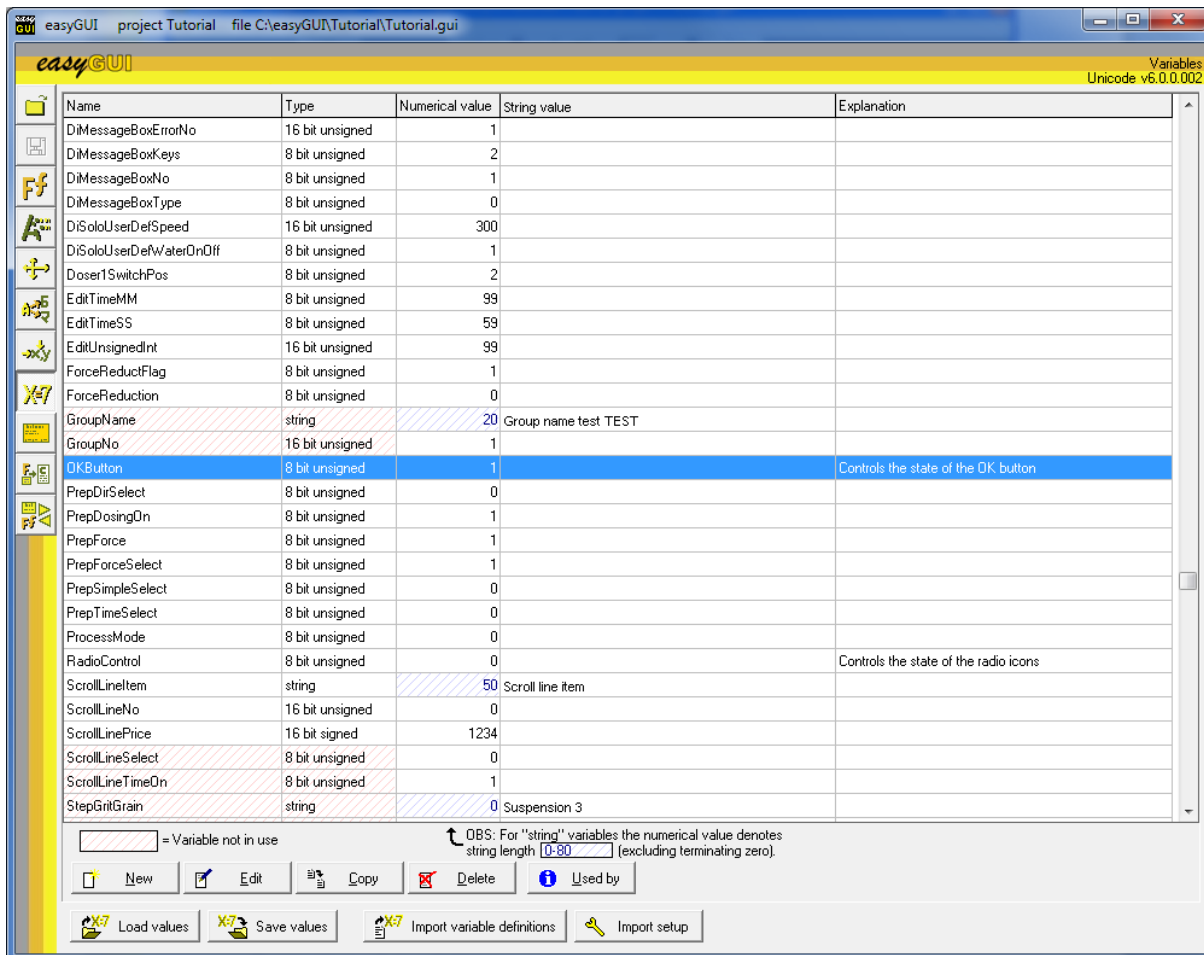 easyGUI project Tutorial file C:\easyGUI\Tutorial\Tutorial.gui
easyGUI
Variables
Unicode v6.0.0.002
Name Type Numerical value String value Explanation
DiMessageBoxErrorNo 16 bit unsigned 1
DiMessageBoxKeys 8 bit unsigned 2
DiMessageBoxNo 8 bit unsigned 1
DiMessageBoxType 8 bit unsigned 0
DiSoloUserDefSpeed 16 bit unsigned 300
DiSoloUserDefWaterOnOff 8 bit unsigned 1
Doser1SwitchPos 8 bit unsigned 2
EditTimeMM 8 bit unsigned 99
EditTimeSS 8 bit unsigned 59
EditUnsignedInt 16 bit unsigned 99
ForceReductFlag 8 bit unsigned 1
ForceReduction 8 bit unsigned 0
GroupName string 20 Group name test TEST
GroupNo 16 bit unsigned 1
OKButton 8 bit unsigned 1 Controls the state of the OK button
PrepDirSelect 8 bit unsigned 0
PrepDosingOn 8 bit unsigned 1
PrepForce 8 bit unsigned 1
PrepForceSelect 8 bit unsigned 1
PrepSimpleSelect 8 bit unsigned 0
PrepTimeSelect 8 bit unsigned 0
ProcessMode 8 bit unsigned 0
RadioControl 8 bit unsigned 0 Controls the state of the radio icons
ScrollLineItem string 50 Scroll line item
ScrollLineNo 16 bit unsigned 0
ScrollLinePrice 16 bit signed 1234
ScrollLineSelect 8 bit unsigned 0
ScrollLineTimeOn 8 bit unsigned 1
StepGritGrain string 0 Suspension 3
= Variable not in use
OBS: For "string" variables the numerical value denotes
string length 0-80 (excluding terminating zero).
New Edit Copy Delete Used by
X=7 Load values X=7 Save values X=7 Import variable definitions Import setup